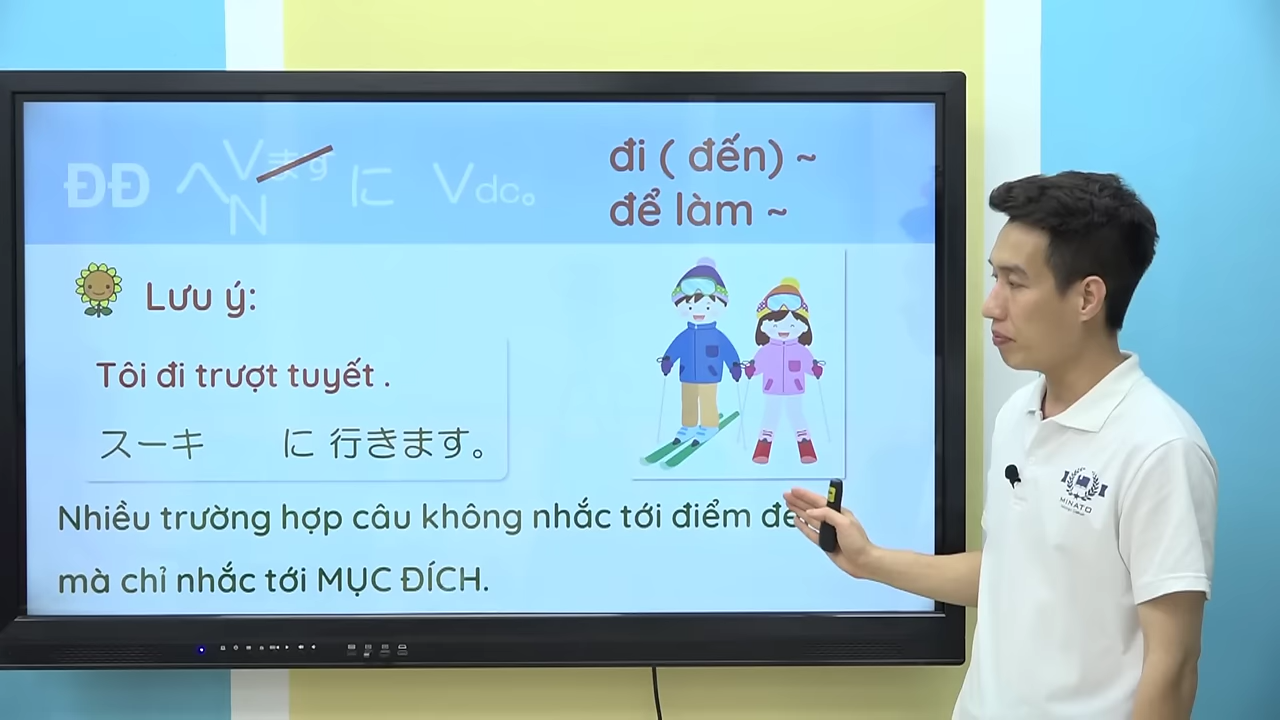 ĐĐ へ Vます に Vdc。
N
đi ( đến) ~
để làm ~
Lưu ý:
Tôi đi trượt tuyết .
スーキ に 行きます。
Nhiều trường hợp câu không nhắc tới điểm
mà chỉ nhắc tới MỤC ĐÍCH.
MINATO